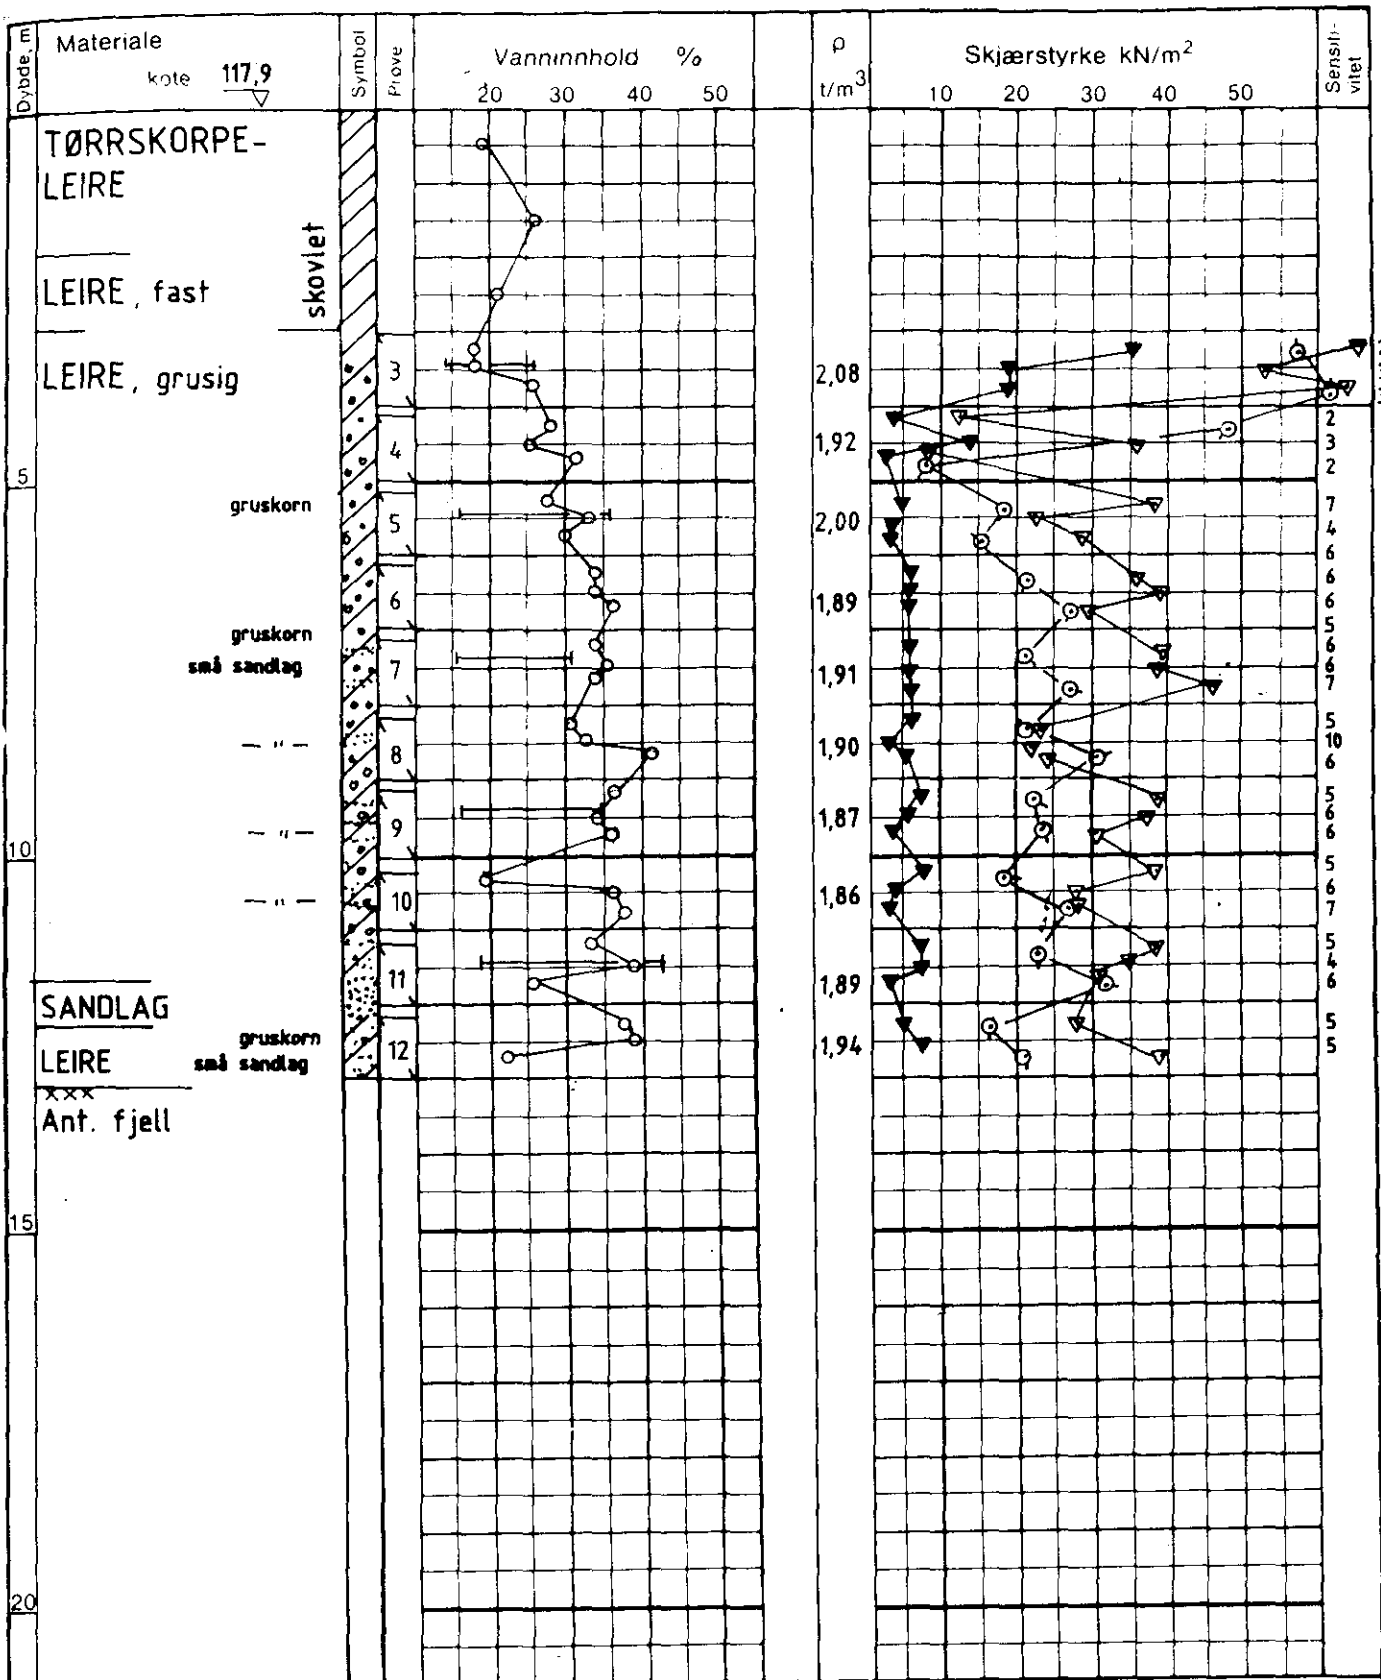 Dybde, m
Materiale
kote 117,9
Symbol
Prøve
Vanninnhold %
20 30 40 50
ρ
t/m³
Skjærstyrke kN/m²
10 20 30 40 50
Sensiti-
vitet
TØRRSKORPE-
LEIRE
skovlet
LEIRE, fast
LEIRE, grusig
3
2,08
4
1,92
2
3
2
5
gruskorn
5
2,00
7
4
6
6
1,89
6
6
5
gruskorn
små sandlag
7
1,91
6
6
7
— " —
8
1,90
5
10
6
— " —
9
1,87
5
6
6
10
— " —
10
1,86
5
6
7
11
1,89
5
4
6
SANDLAG
gruskorn
LEIRE
små sandlag
12
1,94
5
5
xxx
Ant. fjell
15
20